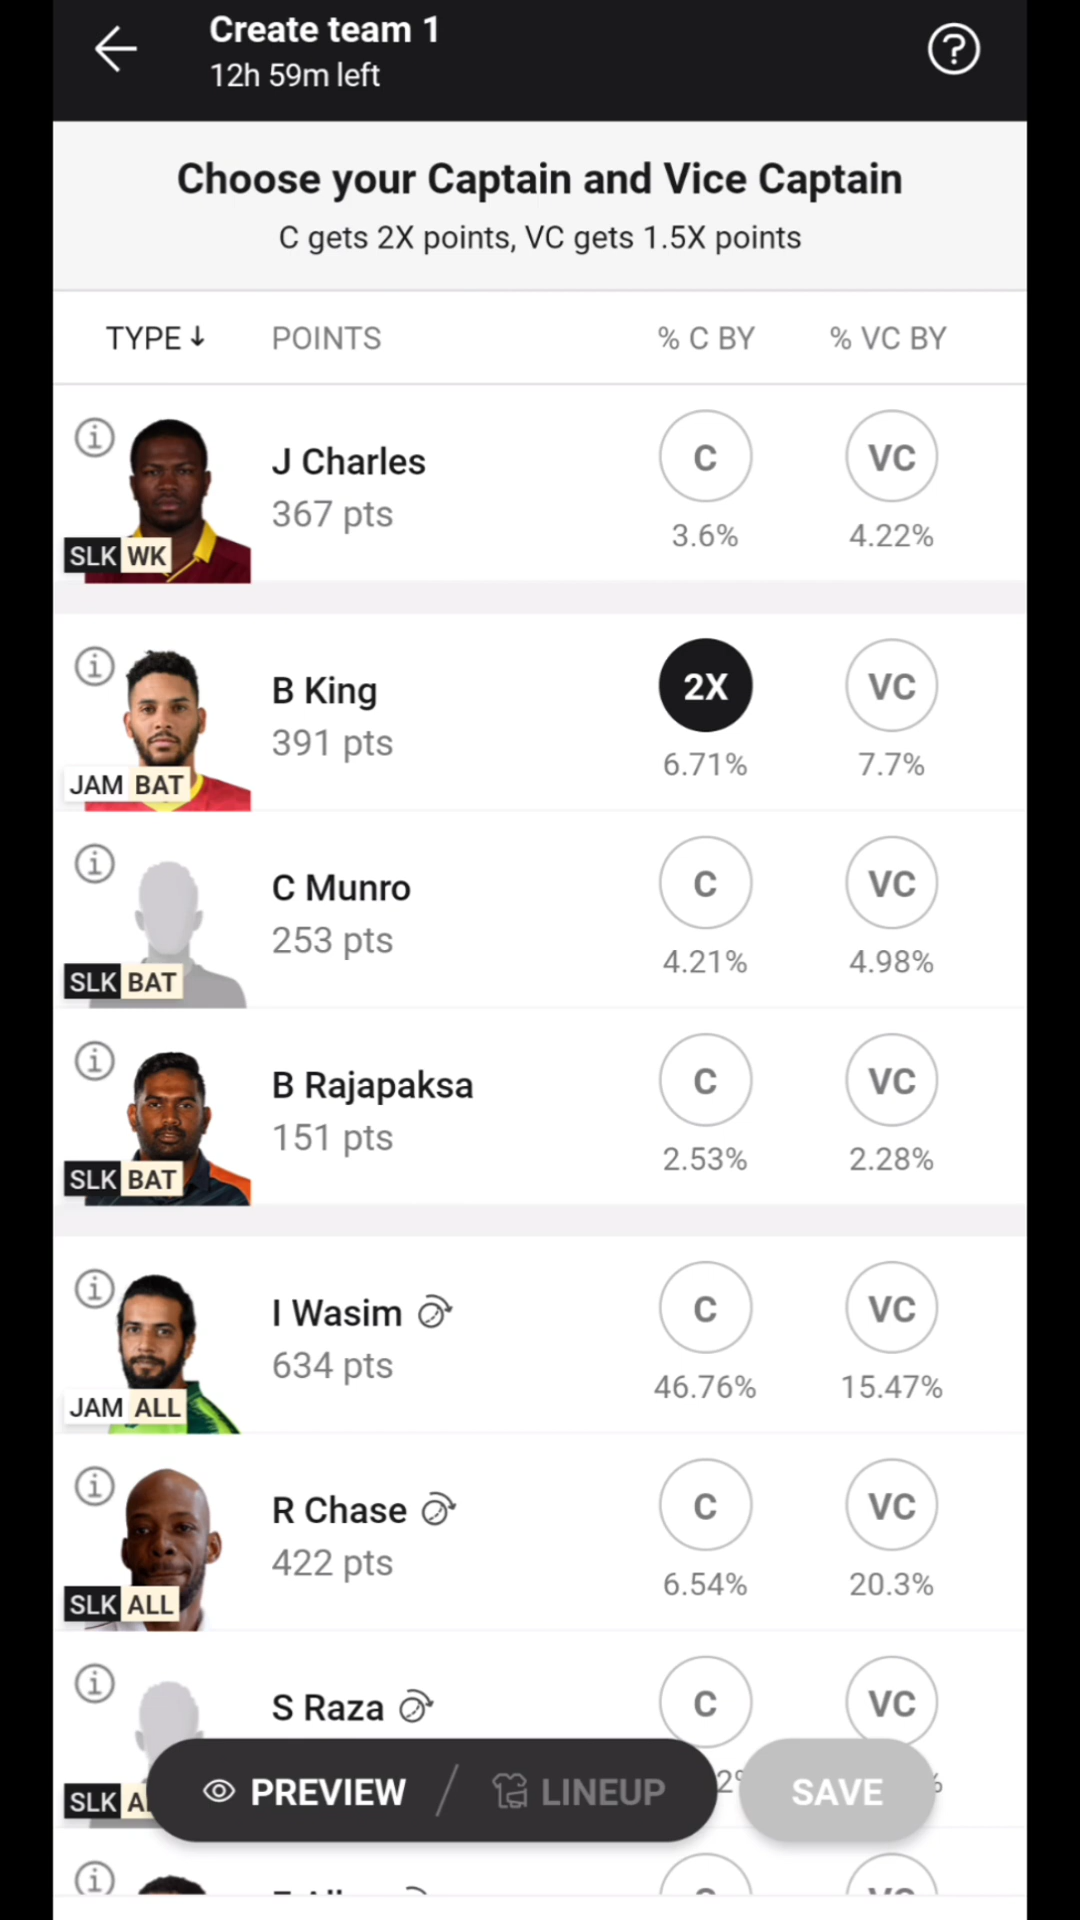 Create team 1
12h 59m left
Choose your Captain and Vice Captain
C gets 2X points, VC gets 1.5X points
TYPE POINTS % C BY % VC BY
J Charles
367 pts
SLK WK
C VC
3.6% 4.22%
B King
391 pts
JAM BAT
2X VC
6.71% 7.7%
C Munro
253 pts
SLK BAT
C VC
4.21% 4.98%
B Rajapaksa
151 pts
SLK BAT
C VC
2.53% 2.28%
I Wasim
634 pts
JAM ALL
C VC
46.76% 15.47%
R Chase
422 pts
SLK ALL
C VC
6.54% 20.3%
S Raza
SLK
C VC
PREVIEW / LINEUP SAVE